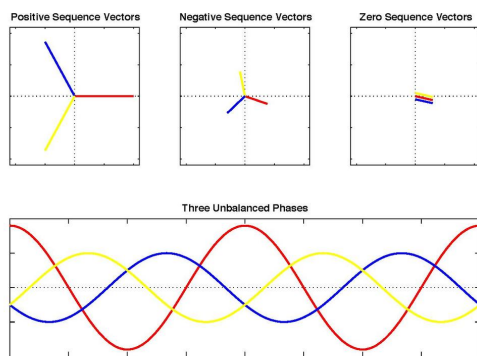 Positive Sequence Vectors
Negative Sequence Vectors
Zero Sequence Vectors
Three Unbalanced Phases